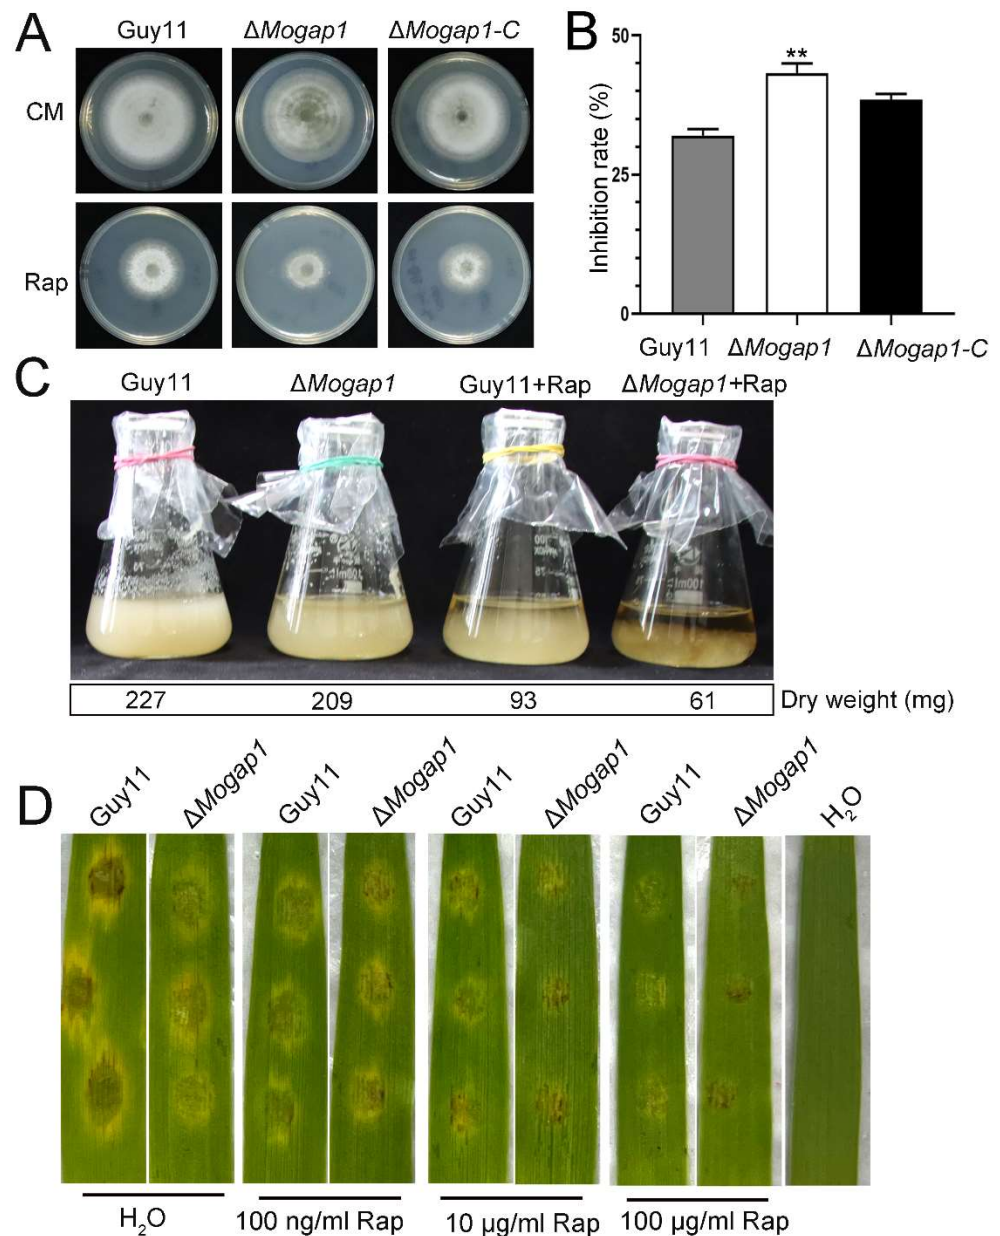 A
Guy11 ΔMogap1 ΔMogap1-C
CM
Rap
B
50
25
0
Inhibition rate (%)
**
Guy11 ΔMogap1 ΔMogap1-C
C
Guy11 ΔMogap1 Guy11+Rap ΔMogap1+Rap
100ml
227 209 93 61 Dry weight (mg)
D
Guy11 ΔMogap1 Guy11 ΔMogap1 Guy11 ΔMogap1 Guy11 ΔMogap1 H₂O
H₂O 100 ng/ml Rap 10 μg/ml Rap 100 μg/ml Rap